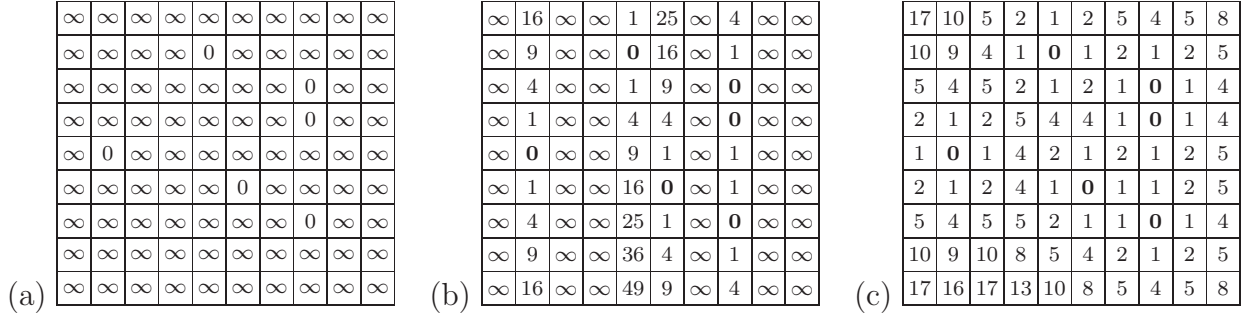 ∞ ∞ ∞ ∞ ∞ ∞ ∞ ∞ ∞ ∞
∞ ∞ ∞ ∞ 0 ∞ ∞ ∞ ∞ ∞
∞ ∞ ∞ ∞ ∞ ∞ ∞ 0 ∞ ∞
∞ ∞ ∞ ∞ ∞ ∞ ∞ 0 ∞ ∞
∞ 0 ∞ ∞ ∞ ∞ ∞ ∞ ∞ ∞
∞ ∞ ∞ ∞ ∞ 0 ∞ ∞ ∞ ∞
∞ ∞ ∞ ∞ ∞ ∞ ∞ 0 ∞ ∞
∞ ∞ ∞ ∞ ∞ ∞ ∞ ∞ ∞ ∞
(a) ∞ ∞ ∞ ∞ ∞ ∞ ∞ ∞ ∞ ∞
∞ 16 ∞ ∞ 1 25 ∞ 4 ∞ ∞
∞ 9 ∞ ∞ 0 16 ∞ 1 ∞ ∞
∞ 4 ∞ ∞ 1 9 ∞ 0 ∞ ∞
∞ 1 ∞ ∞ 4 4 ∞ 0 ∞ ∞
∞ 0 ∞ ∞ 9 1 ∞ 1 ∞ ∞
∞ 1 ∞ ∞ 16 0 ∞ 1 ∞ ∞
∞ 4 ∞ ∞ 25 1 ∞ 0 ∞ ∞
∞ 9 ∞ ∞ 36 4 ∞ 1 ∞ ∞
(b) ∞ 16 ∞ ∞ 49 9 ∞ 4 ∞ ∞
17 10 5 2 1 2 5 4 5 8
10 9 4 1 0 1 2 1 2 5
5 4 5 2 1 2 1 0 1 4
2 1 2 5 4 4 1 0 1 4
1 0 1 4 2 1 2 1 2 5
2 1 2 4 1 0 1 1 2 5
5 4 5 5 2 1 1 0 1 4
10 9 10 8 5 4 2 1 2 5
(c) 17 16 17 13 10 8 5 4 5 8